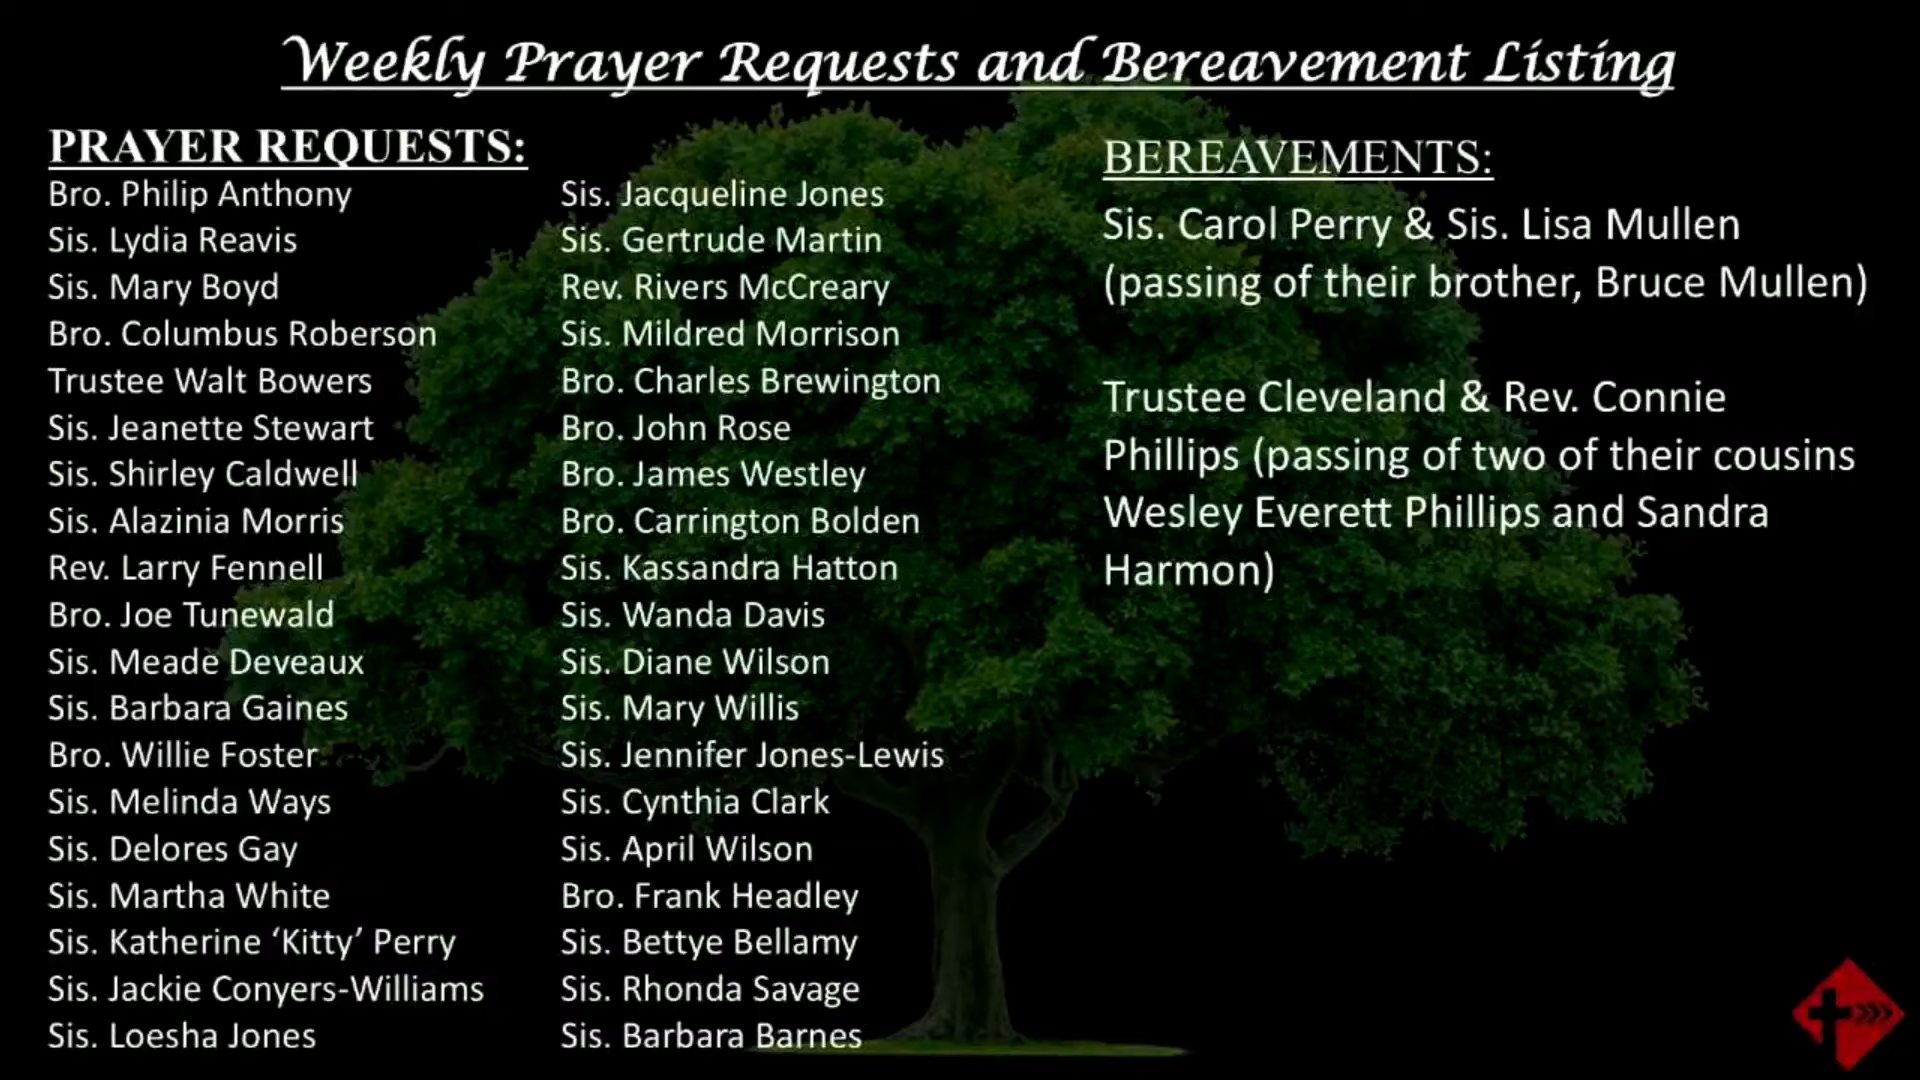 Weekly Prayer Requests and Bereavement Listing
PRAYER REQUESTS:
Bro. Philip Anthony
Sis. Lydia Reavis
Sis. Mary Boyd
Bro. Columbus Roberson
Trustee Walt Bowers
Sis. Jeanette Stewart
Sis. Shirley Caldwell
Sis. Alazinia Morris
Rev. Larry Fennell
Bro. Joe Tunewald
Sis. Meade Deveaux
Sis. Barbara Gaines
Bro. Willie Foster
Sis. Melinda Ways
Sis. Delores Gay
Sis. Martha White
Sis. Katherine ‘Kitty’ Perry
Sis. Jackie Conyers-Williams
Sis. Loesha Jones
Sis. Jacqueline Jones
Sis. Gertrude Martin
Rev. Rivers McCreary
Sis. Mildred Morrison
Bro. Charles Brewington
Bro. John Rose
Bro. James Westley
Bro. Carrington Bolden
Sis. Kassandra Hatton
Sis. Wanda Davis
Sis. Diane Wilson
Sis. Mary Willis
Sis. Jennifer Jones-Lewis
Sis. Cynthia Clark
Sis. April Wilson
Bro. Frank Headley
Sis. Bettye Bellamy
Sis. Rhonda Savage
Sis. Barbara Barnes
BEREAVEMENTS:
Sis. Carol Perry & Sis. Lisa Mullen
(passing of their brother, Bruce Mullen)
Trustee Cleveland & Rev. Connie
Phillips (passing of two of their cousins
Wesley Everett Phillips and Sandra
Harmon)